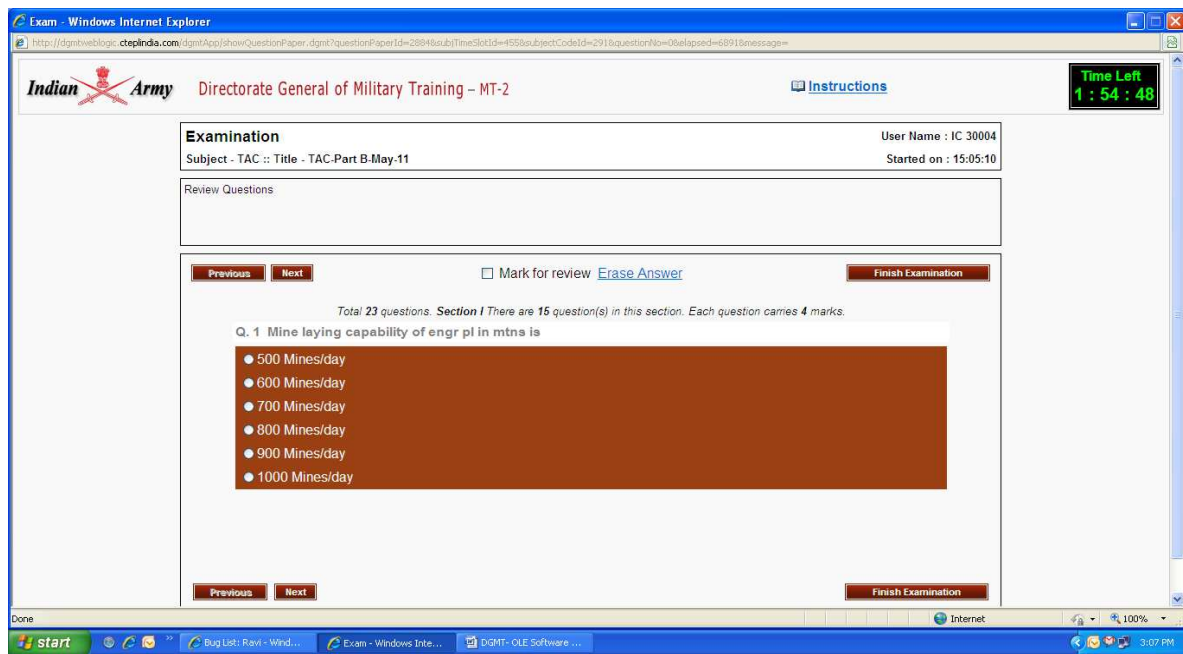 Exam - Windows Internet Explorer
http://dgmtweblogic.cteplindia.com/dgmtApp/showQuestionPaper.dgmt?questionPaperId=2884&subjTimeSlotId=455&subjectCodeId=291&questionNo=0&elapsed=6891&message=
Indian Army
Directorate General of Military Training – MT-2
Instructions
Time Left
1 : 54 : 48
Examination
User Name : IC 30004
Subject - TAC :: Title - TAC-Part B-May-11
Started on : 15:05:10
Review Questions
Previous Next
Mark for review Erase Answer
Finish Examination
Total 23 questions. Section I There are 15 question(s) in this section. Each question carries 4 marks.
Q. 1 Mine laying capability of engr pl in mtns is
500 Mines/day
600 Mines/day
700 Mines/day
800 Mines/day
900 Mines/day
1000 Mines/day
Previous Next
Finish Examination
Done
Internet
100%
start
Bug List: Ravi - Wind...
Exam - Windows Inte...
DGMT- OLE Software ...
3:07 PM